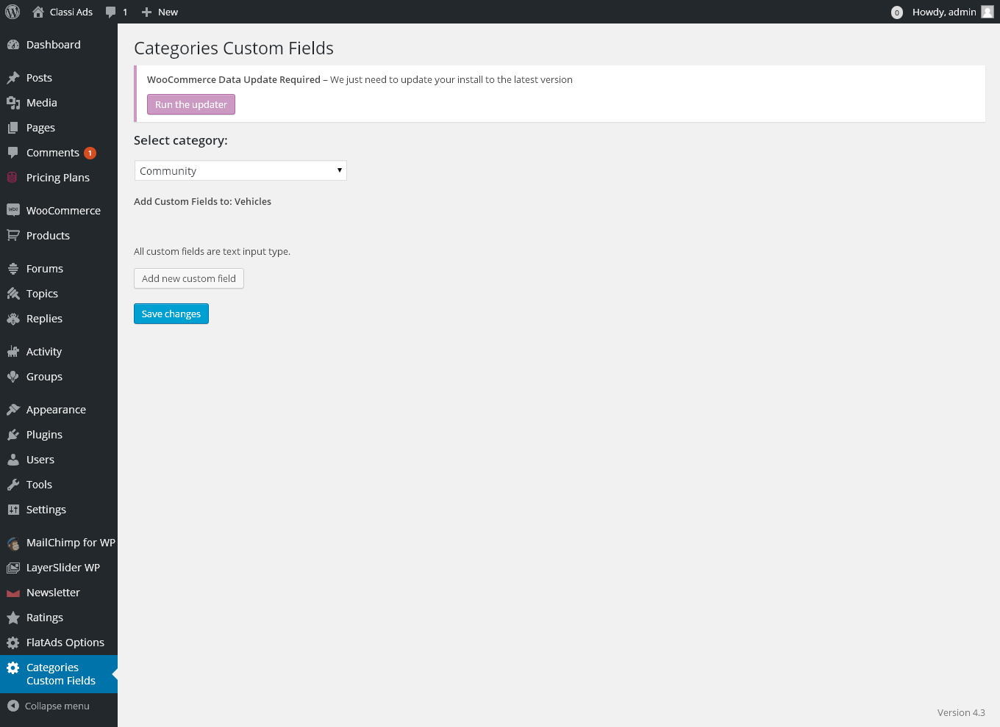 Classi Ads 1 New 0 Howdy, admin
Dashboard
Posts
Media
Pages
Comments 1
Pricing Plans
WooCommerce
Products
Forums
Topics
Replies
Activity
Groups
Appearance
Plugins
Users
Tools
Settings
MailChimp for WP
LayerSlider WP
Newsletter
Ratings
FlatAds Options
Categories
Custom Fields
Collapse menu
Categories Custom Fields
WooCommerce Data Update Required – We just need to update your install to the latest version
Run the updater
Select category:
Community
Add Custom Fields to: Vehicles
All custom fields are text input type.
Add new custom field
Save changes
Version 4.3